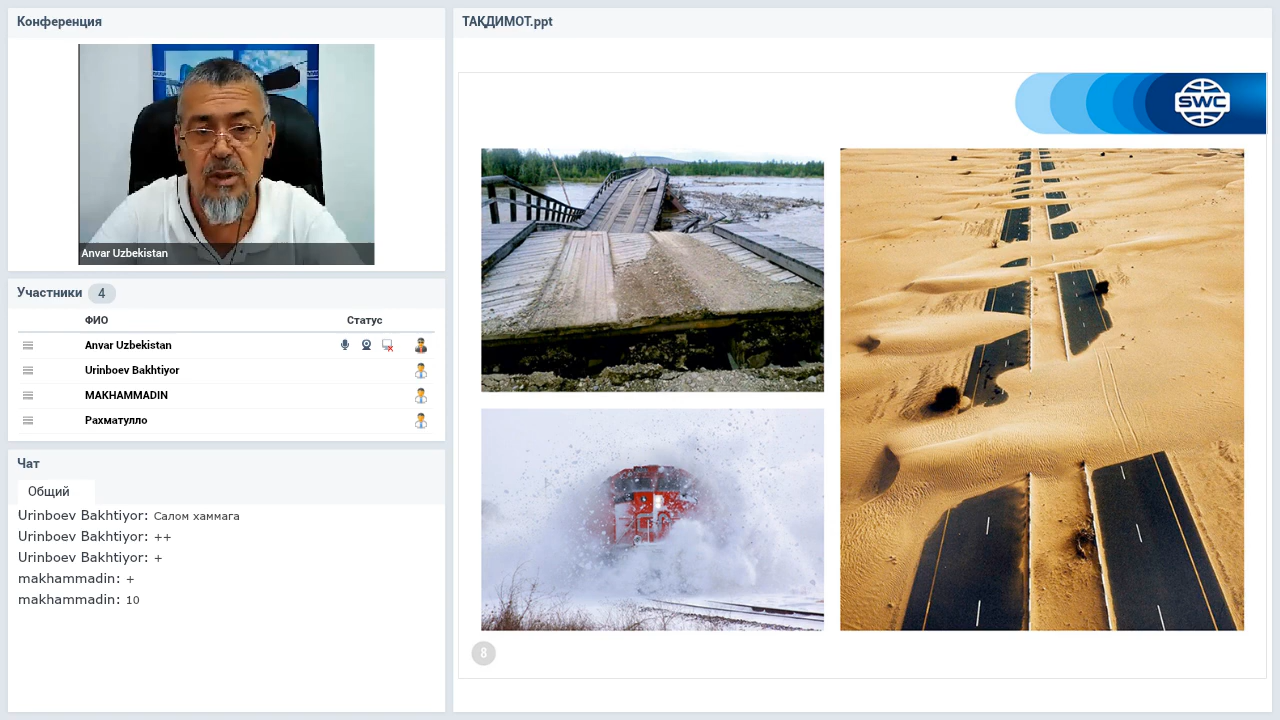 Конференция
Anvar Uzbekistan
Участники 4
ФИО Статус
Anvar Uzbekistan
Urinboev Bakhtiyor
MAKHAMMADIN
Рахматулло
Чат
Общий
Urinboev Bakhtiyor: Салом хаммага
Urinboev Bakhtiyor: ++
Urinboev Bakhtiyor: +
makhammadin: +
makhammadin: 10
ТАҚДИМОТ.ppt
SWC
8